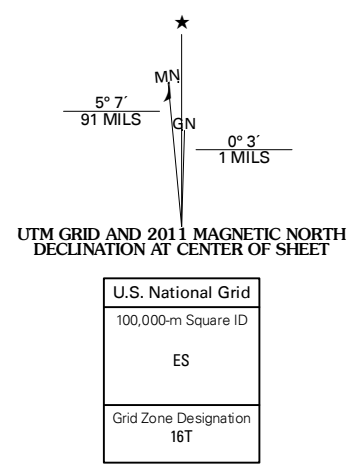 ★
MN
5° 7´
91 MILS
GN
0° 3´
1 MILS
UTM GRID AND 2011 MAGNETIC NORTH
DECLINATION AT CENTER OF SHEET
U.S. National Grid
100,000-m Square ID
ES
Grid Zone Designation
16T